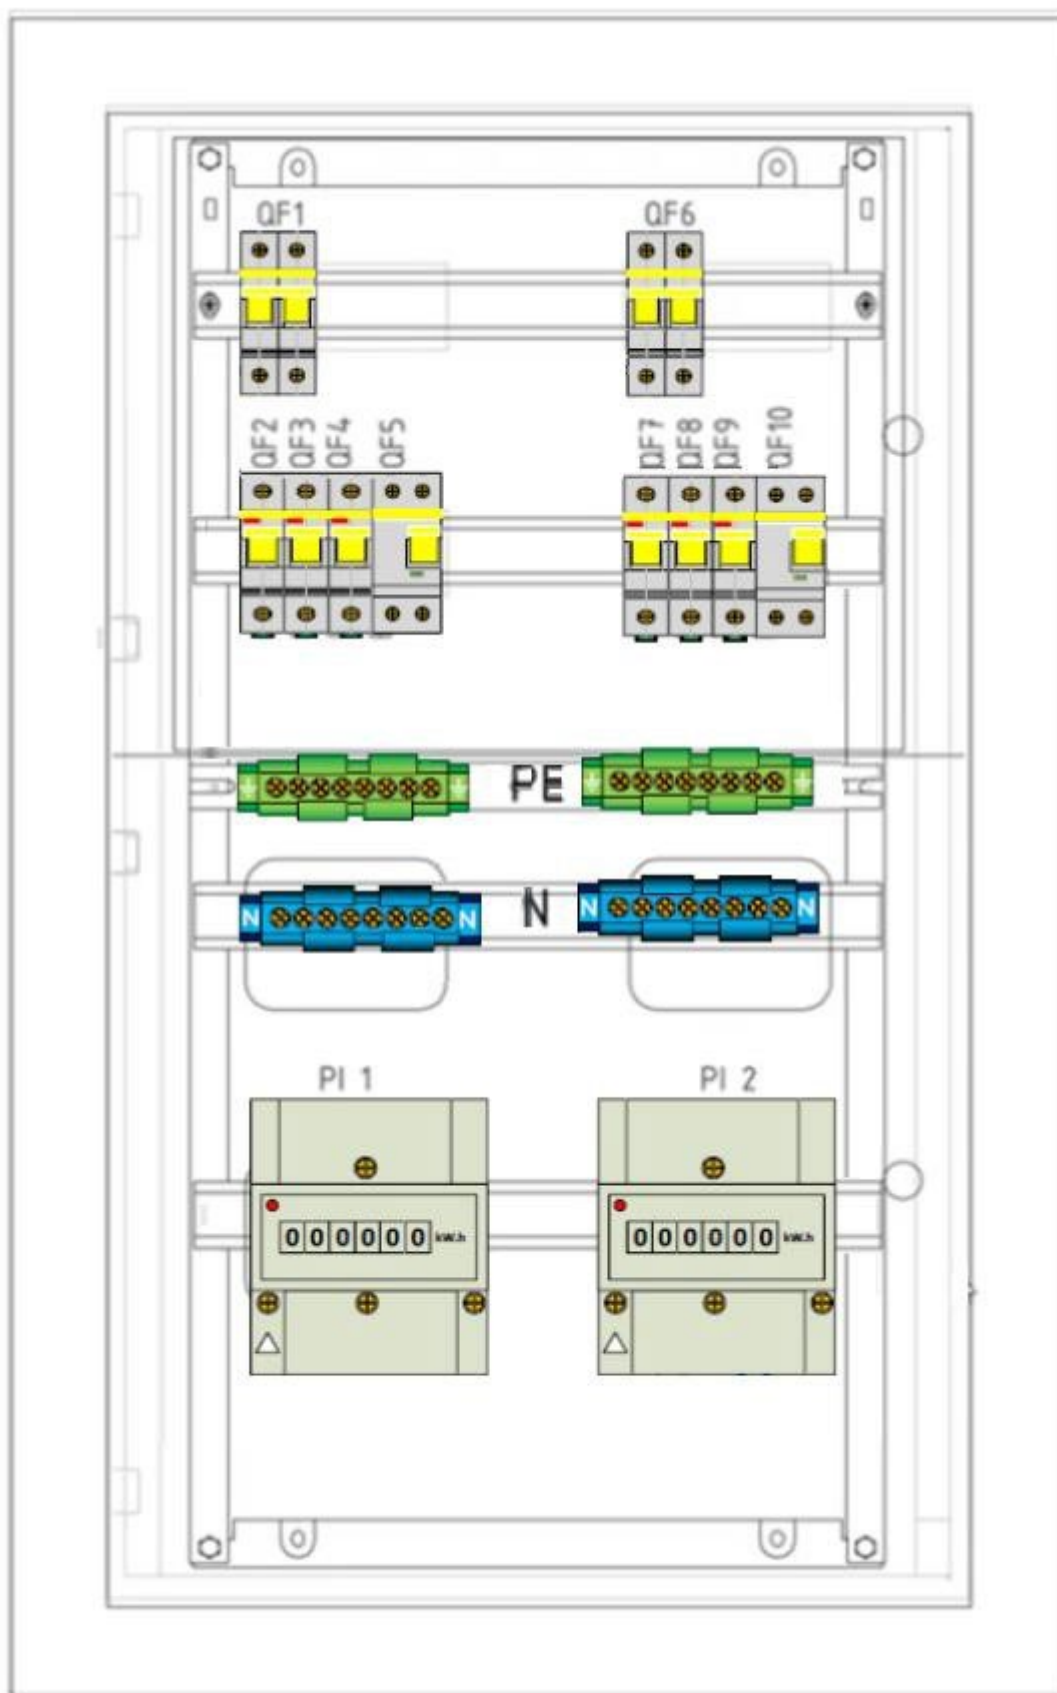 QF1 QF6
QF2 QF3 QF4 QF5 QF7 QF8 QF9 QF10
PE
N N N N N
PI 1 PI 2
000000 kW.h 000000 kW.h